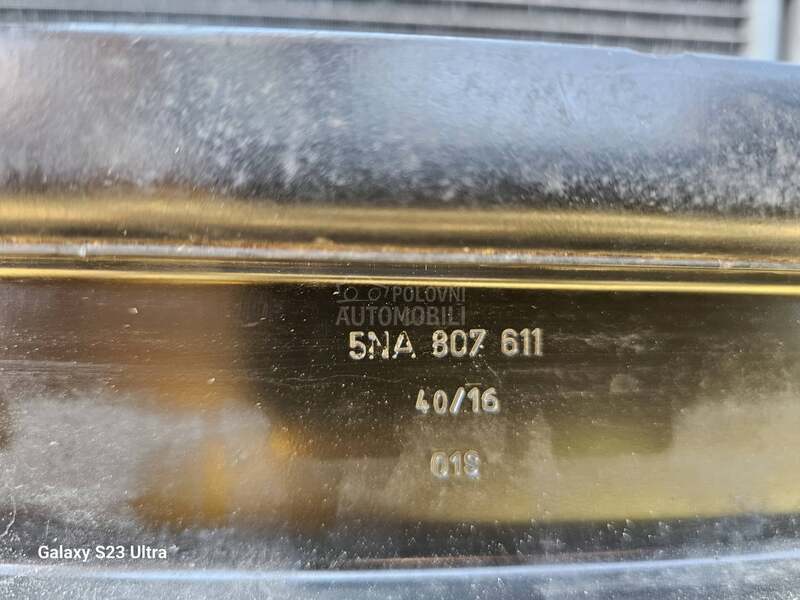 POLOVNI
AUTOMOBILI
5NA 807 611
40/16
019
Galaxy S23 Ultra